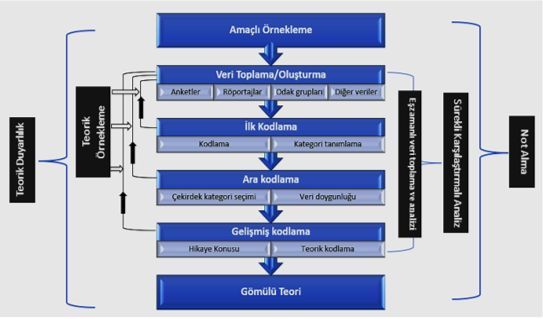 Amaçlı Örnekleme
Veri Toplama/Oluşturma
Anketler
Röportajlar
Odak grupları
Diğer veriler
İlk Kodlama
Kodlama
Kategori tanımlama
Ara kodlama
Çekirdek kategori seçimi
Veri doygunluğu
Gelişmiş kodlama
Hikaye Konusu
Teorik kodlama
Gömülü Teori
Teorik Duyarlılık
Teorik
Örnekleme
Eşzamanlı veri toplama ve analizi
Sürekli Karşılaştırmalı Analiz
Not Alma